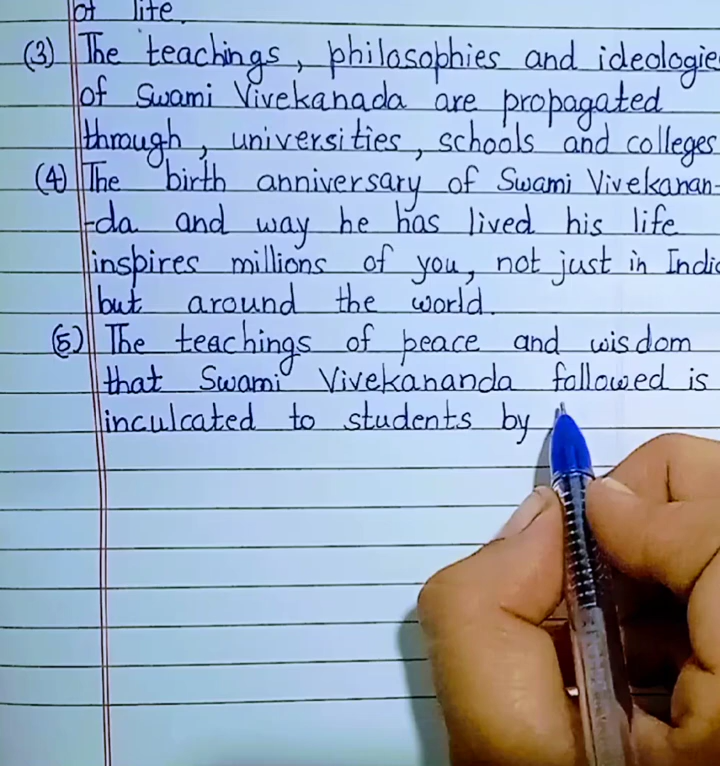 of life.
(3) The teachings, philosophies and ideologie
of Swami Vivekanada are propagated
through, universities, schools and colleges
(4) The birth anniversary of Swami Vivekanan-
-da and way he has lived his life
inspires millions of you, not just in Indi
but around the world.
(5) The teachings of peace and wisdom
that Swami Vivekananda followed is
inculcated to students by